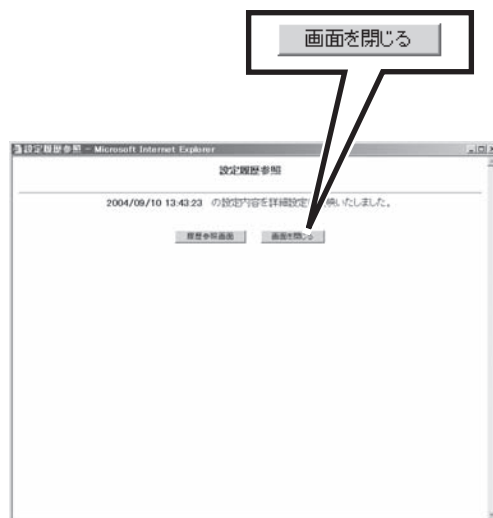 画面を閉じる
設定履歴参照 - Microsoft Internet Explorer
設定履歴参照
2004/09/10 13:43:23 の設定内容を詳細設定 映いたしました。
履歴参照画面 画面を閉じる